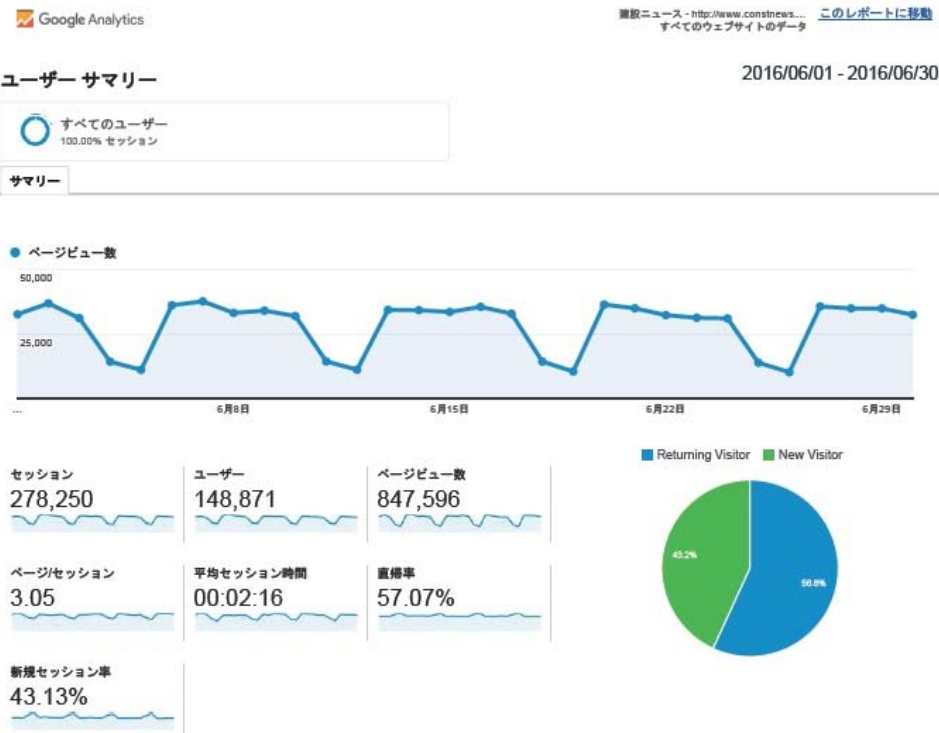 Google Analytics
建設ニュース - http://www.constnews....
すべてのウェブサイトのデータ
このレポートに移動
ユーザー サマリー
2016/06/01 - 2016/06/30
すべてのユーザー
100.00% セッション
サマリー
ページビュー数
50,000
25,000
...
6月8日
6月15日
6月22日
6月29日
セッション
278,250
ユーザー
148,871
ページビュー数
847,596
ページ/セッション
3.05
平均セッション時間
00:02:16
直帰率
57.07%
新規セッション率
43.13%
Returning Visitor
New Visitor
43.2%
56.8%